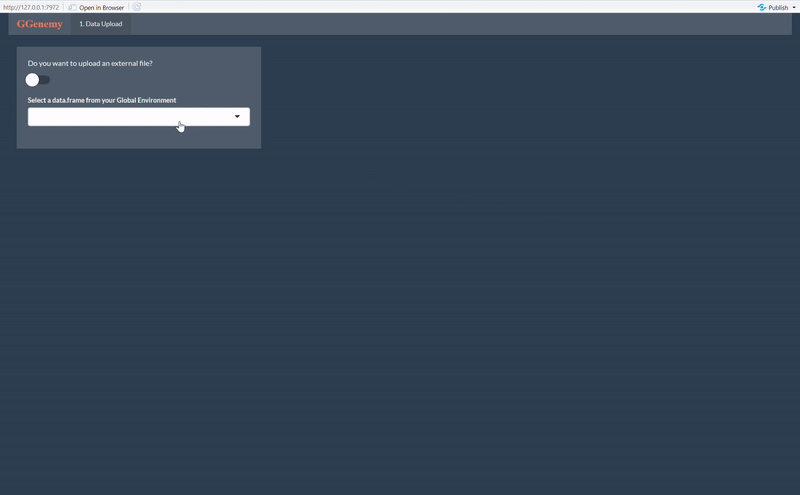 http://127.0.0.1:7972 Open in Browser Publish
GGenemy 1. Data Upload
Do you want to upload an external file?
Select a data.frame from your Global Environment